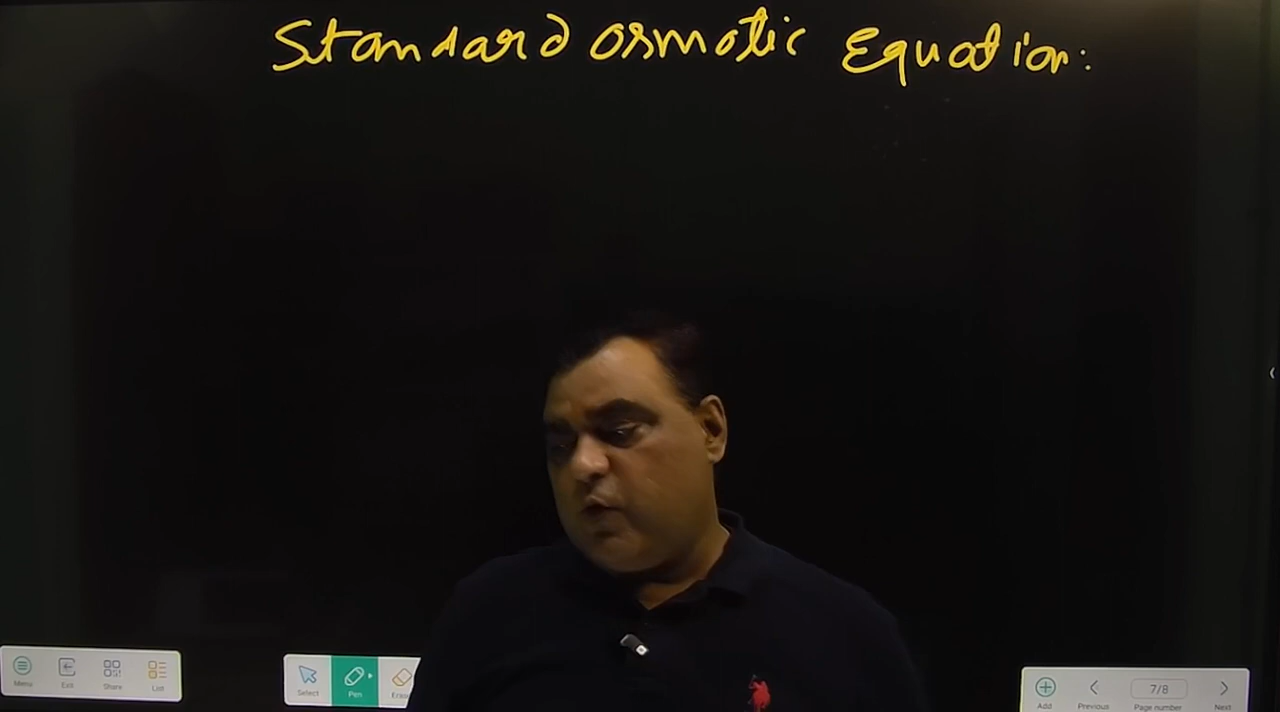 Standard osmotic Equation:
Menu
Exit
Share
List
Select
Pen
Add
Previous
7/8
Page number
Next